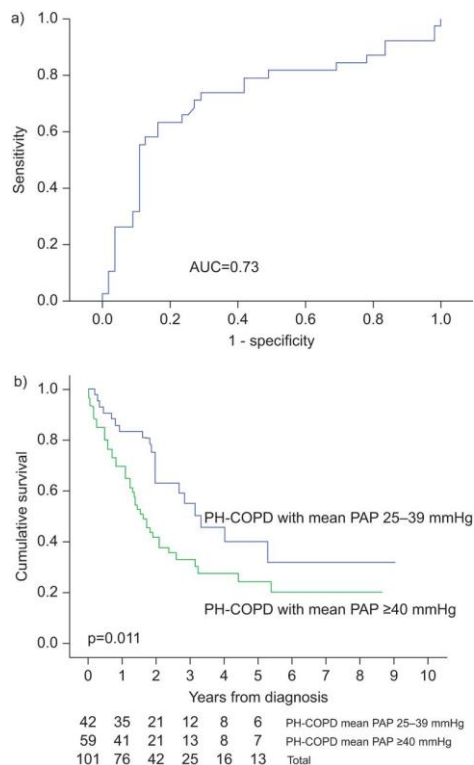 a)
1.0
0.8
0.6
0.4
0.2
0.0
Sensitivity
AUC=0.73
0.0 0.2 0.4 0.6 0.8 1.0
1 - specificity
b)
1.0
0.8
0.6
0.4
0.2
0.0
Cumulative survival
PH-COPD with mean PAP 25–39 mmHg
PH-COPD with mean PAP ≥40 mmHg
p=0.011
0 1 2 3 4 5 6 7 8 9 10
Years from diagnosis
42 35 21 12 8 6 PH-COPD mean PAP 25–39 mmHg
59 41 21 13 8 7 PH-COPD mean PAP ≥40 mmHg
101 76 42 25 16 13 Total